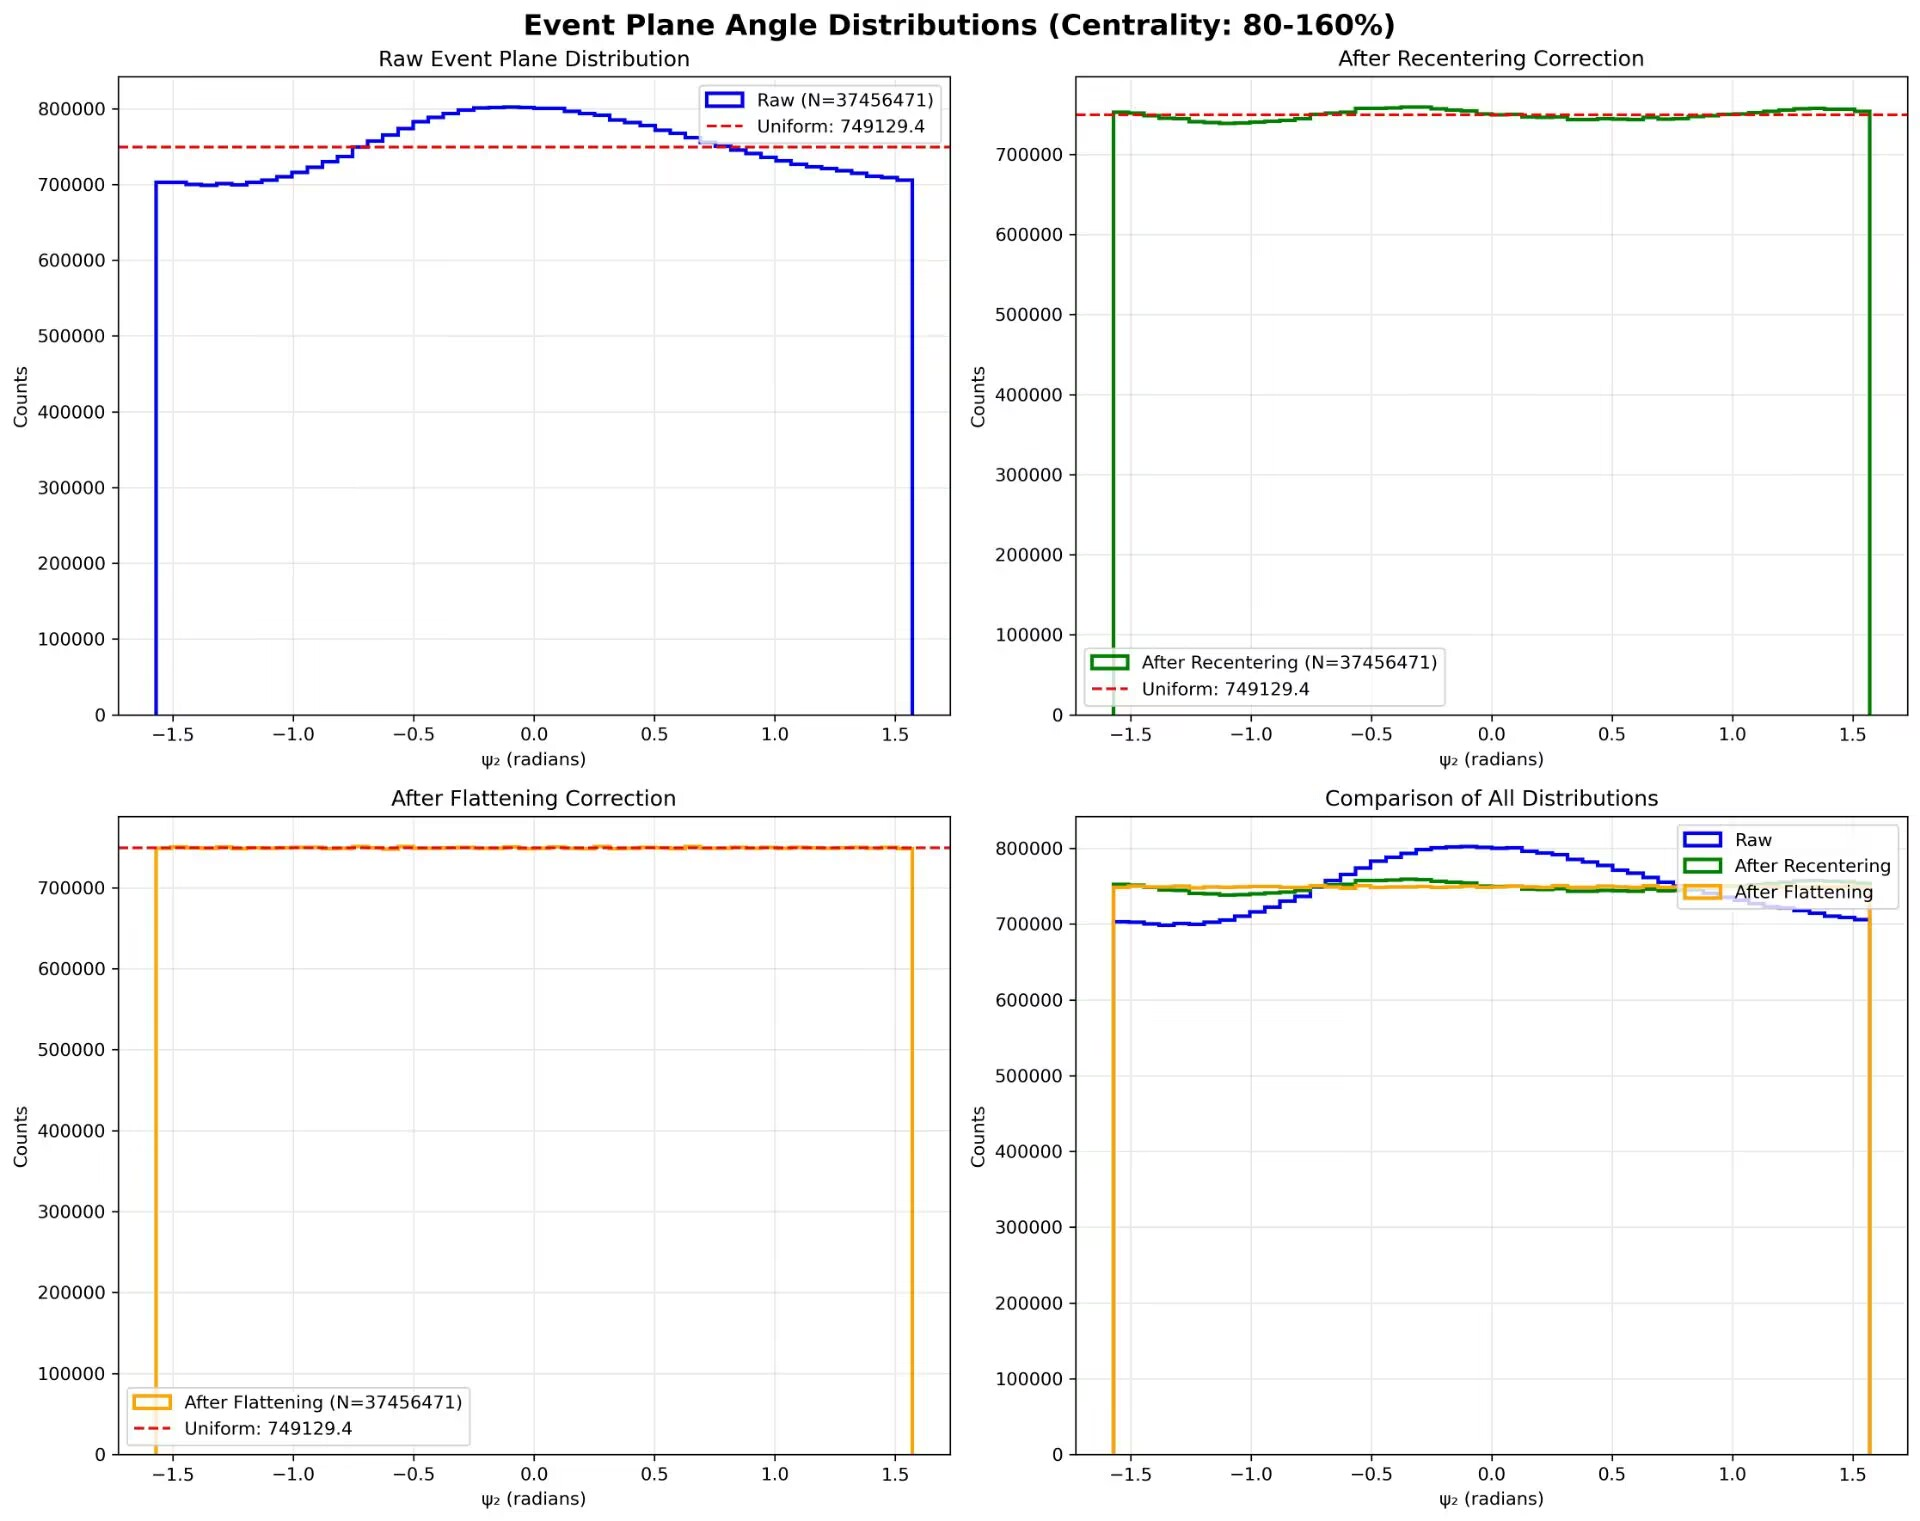 Event Plane Angle Distributions (Centrality: 80-160%)
Raw Event Plane Distribution
800000
700000
600000
500000
400000
300000
200000
100000
0
Counts
Raw (N=37456471)
Uniform: 749129.4
−1.5 −1.0 −0.5 0.0 0.5 1.0 1.5
ψ₂ (radians)
After Recentering Correction
700000
600000
500000
400000
300000
200000
100000
0
Counts
After Recentering (N=37456471)
Uniform: 749129.4
−1.5 −1.0 −0.5 0.0 0.5 1.0 1.5
ψ₂ (radians)
After Flattening Correction
700000
600000
500000
400000
300000
200000
100000
0
Counts
After Flattening (N=37456471)
Uniform: 749129.4
−1.5 −1.0 −0.5 0.0 0.5 1.0 1.5
ψ₂ (radians)
Comparison of All Distributions
800000
700000
600000
500000
400000
300000
200000
100000
0
Counts
Raw
After Recentering
After Flattening
−1.5 −1.0 −0.5 0.0 0.5 1.0 1.5
ψ₂ (radians)